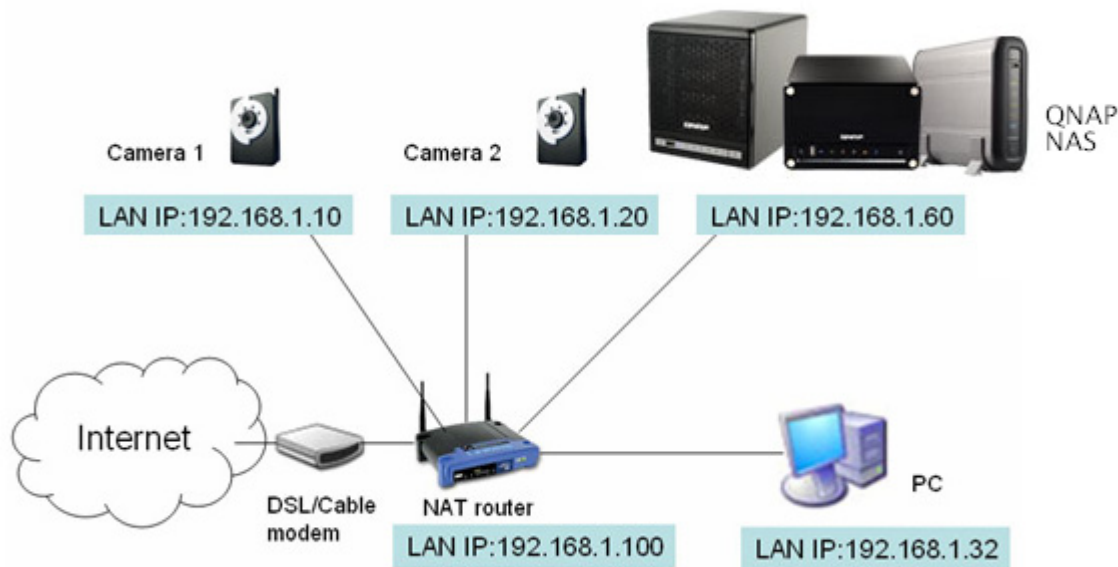 QNAP
NAS
QNAP
QNAP
Camera 1
Camera 2
LAN IP:192.168.1.10
LAN IP:192.168.1.20
LAN IP:192.168.1.60
Internet
DSL/Cable
modem
NAT router
PC
LAN IP:192.168.1.100
LAN IP:192.168.1.32